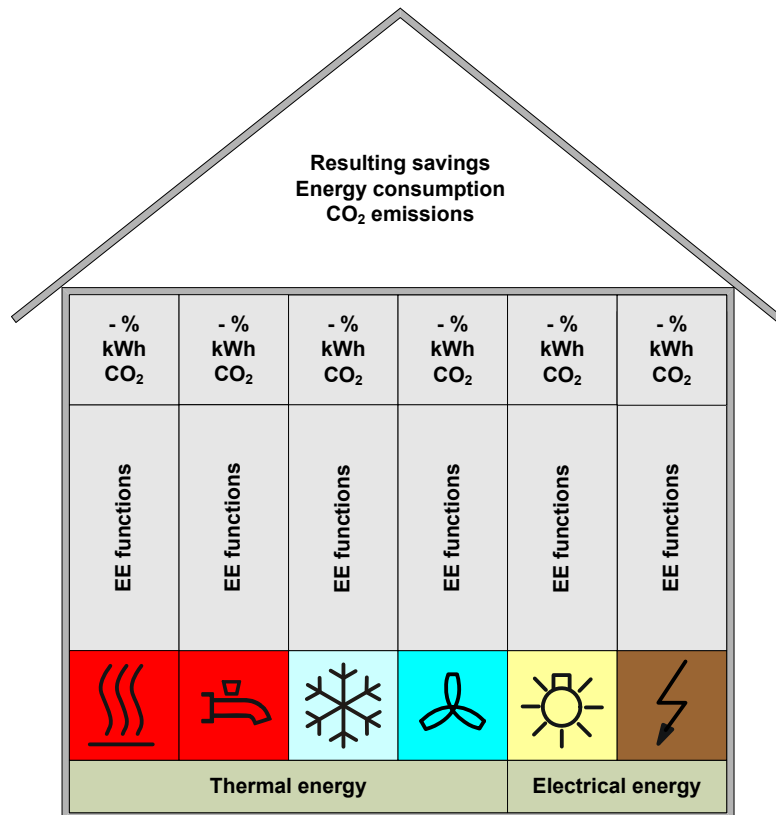 Resulting savings
Energy consumption
CO₂ emissions
- %
kWh
CO₂
- %
kWh
CO₂
- %
kWh
CO₂
- %
kWh
CO₂
- %
kWh
CO₂
- %
kWh
CO₂
EE functions
EE functions
EE functions
EE functions
EE functions
EE functions
Thermal energy
Electrical energy